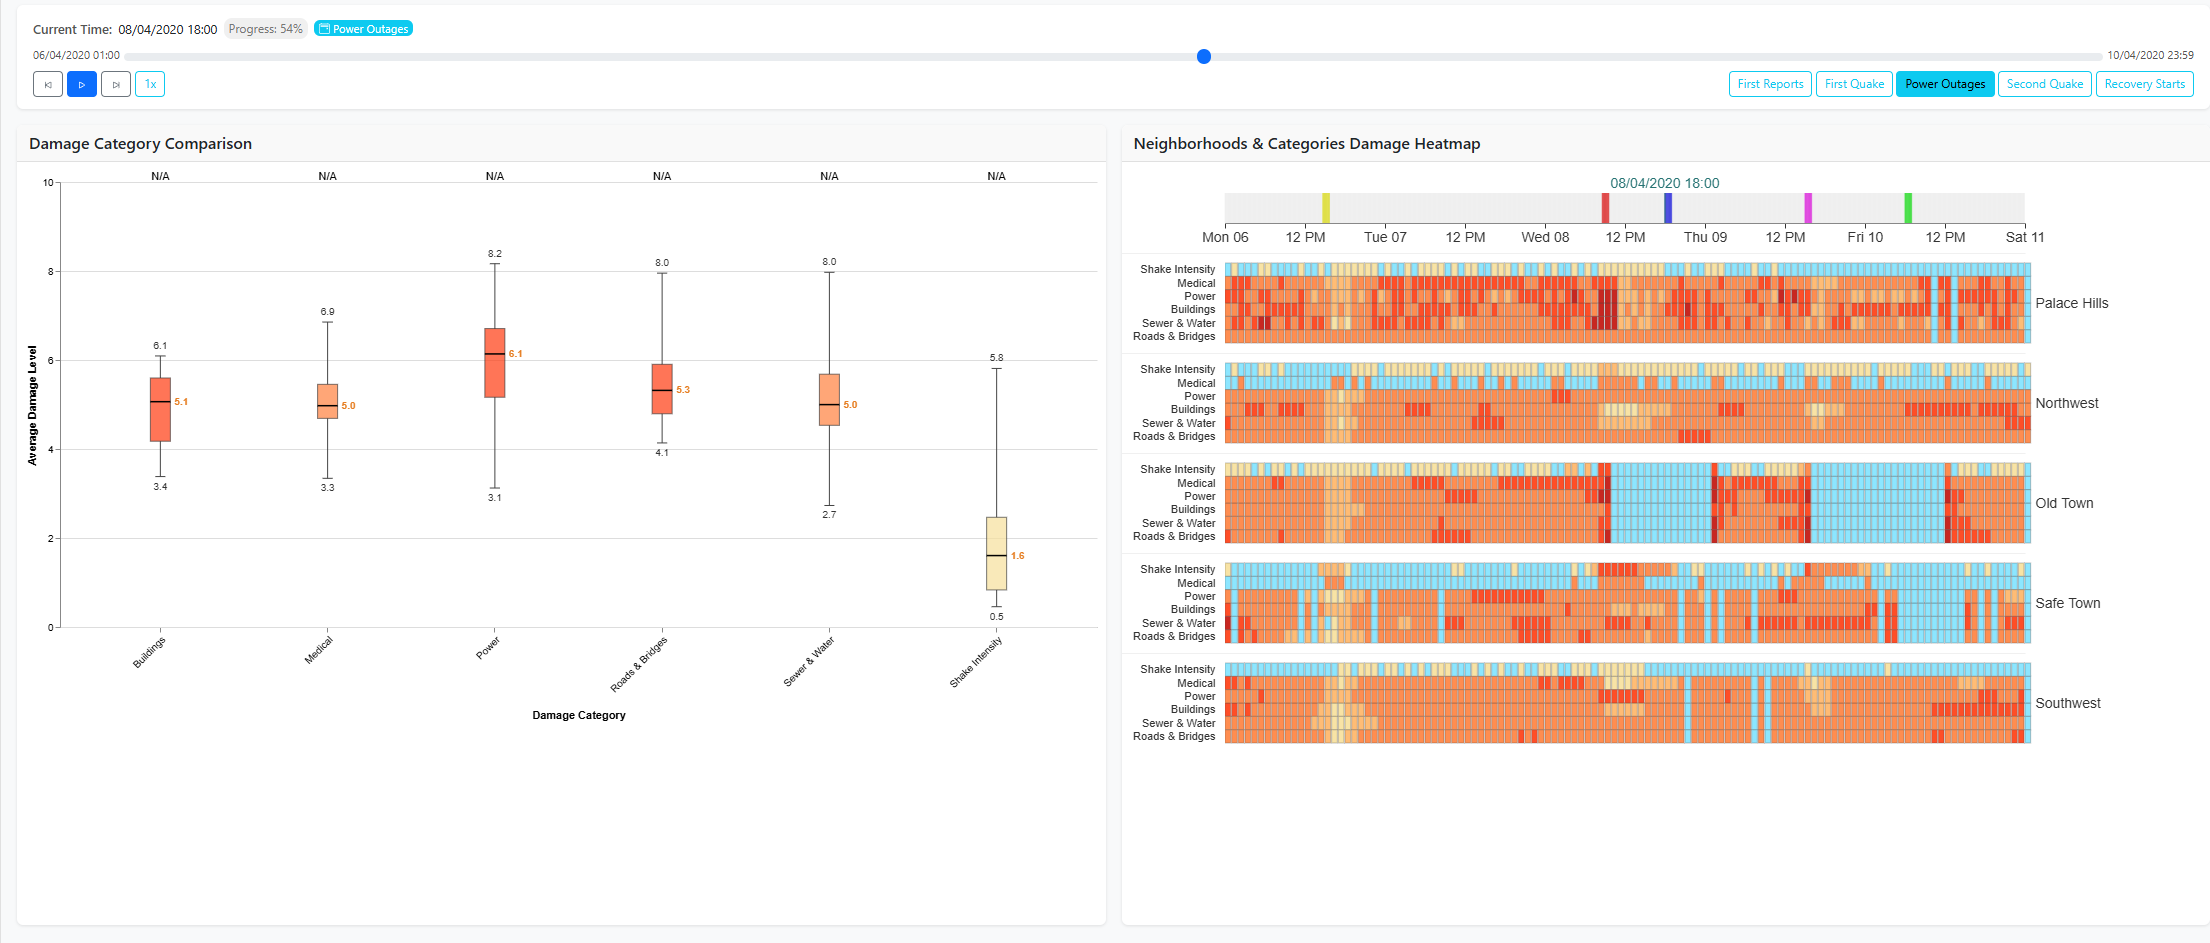 Current Time: 08/04/2020 18:00 Progress: 54% Power Outages
06/04/2020 01:00 10/04/2020 23:59
1x First Reports First Quake Power Outages Second Quake Recovery Starts
Damage Category Comparison
N/A N/A N/A N/A N/A N/A
10
8
6
4
2
0
Average Damage Level
6.1
5.1
3.4
6.9
5.0
3.3
8.2
6.1
3.1
8.0
5.3
4.1
8.0
5.0
2.7
5.8
1.6
0.5
Buildings
Medical
Power
Roads & Bridges
Sewer & Water
Shake Intensity
Damage Category
Neighborhoods & Categories Damage Heatmap
08/04/2020 18:00
Mon 06 12 PM Tue 07 12 PM Wed 08 12 PM Thu 09 12 PM Fri 10 12 PM Sat 11
Shake Intensity
Medical
Power
Buildings
Sewer & Water
Roads & Bridges
Palace Hills
Shake Intensity
Medical
Power
Buildings
Sewer & Water
Roads & Bridges
Northwest
Shake Intensity
Medical
Power
Buildings
Sewer & Water
Roads & Bridges
Old Town
Shake Intensity
Medical
Power
Buildings
Sewer & Water
Roads & Bridges
Safe Town
Shake Intensity
Medical
Power
Buildings
Sewer & Water
Roads & Bridges
Southwest